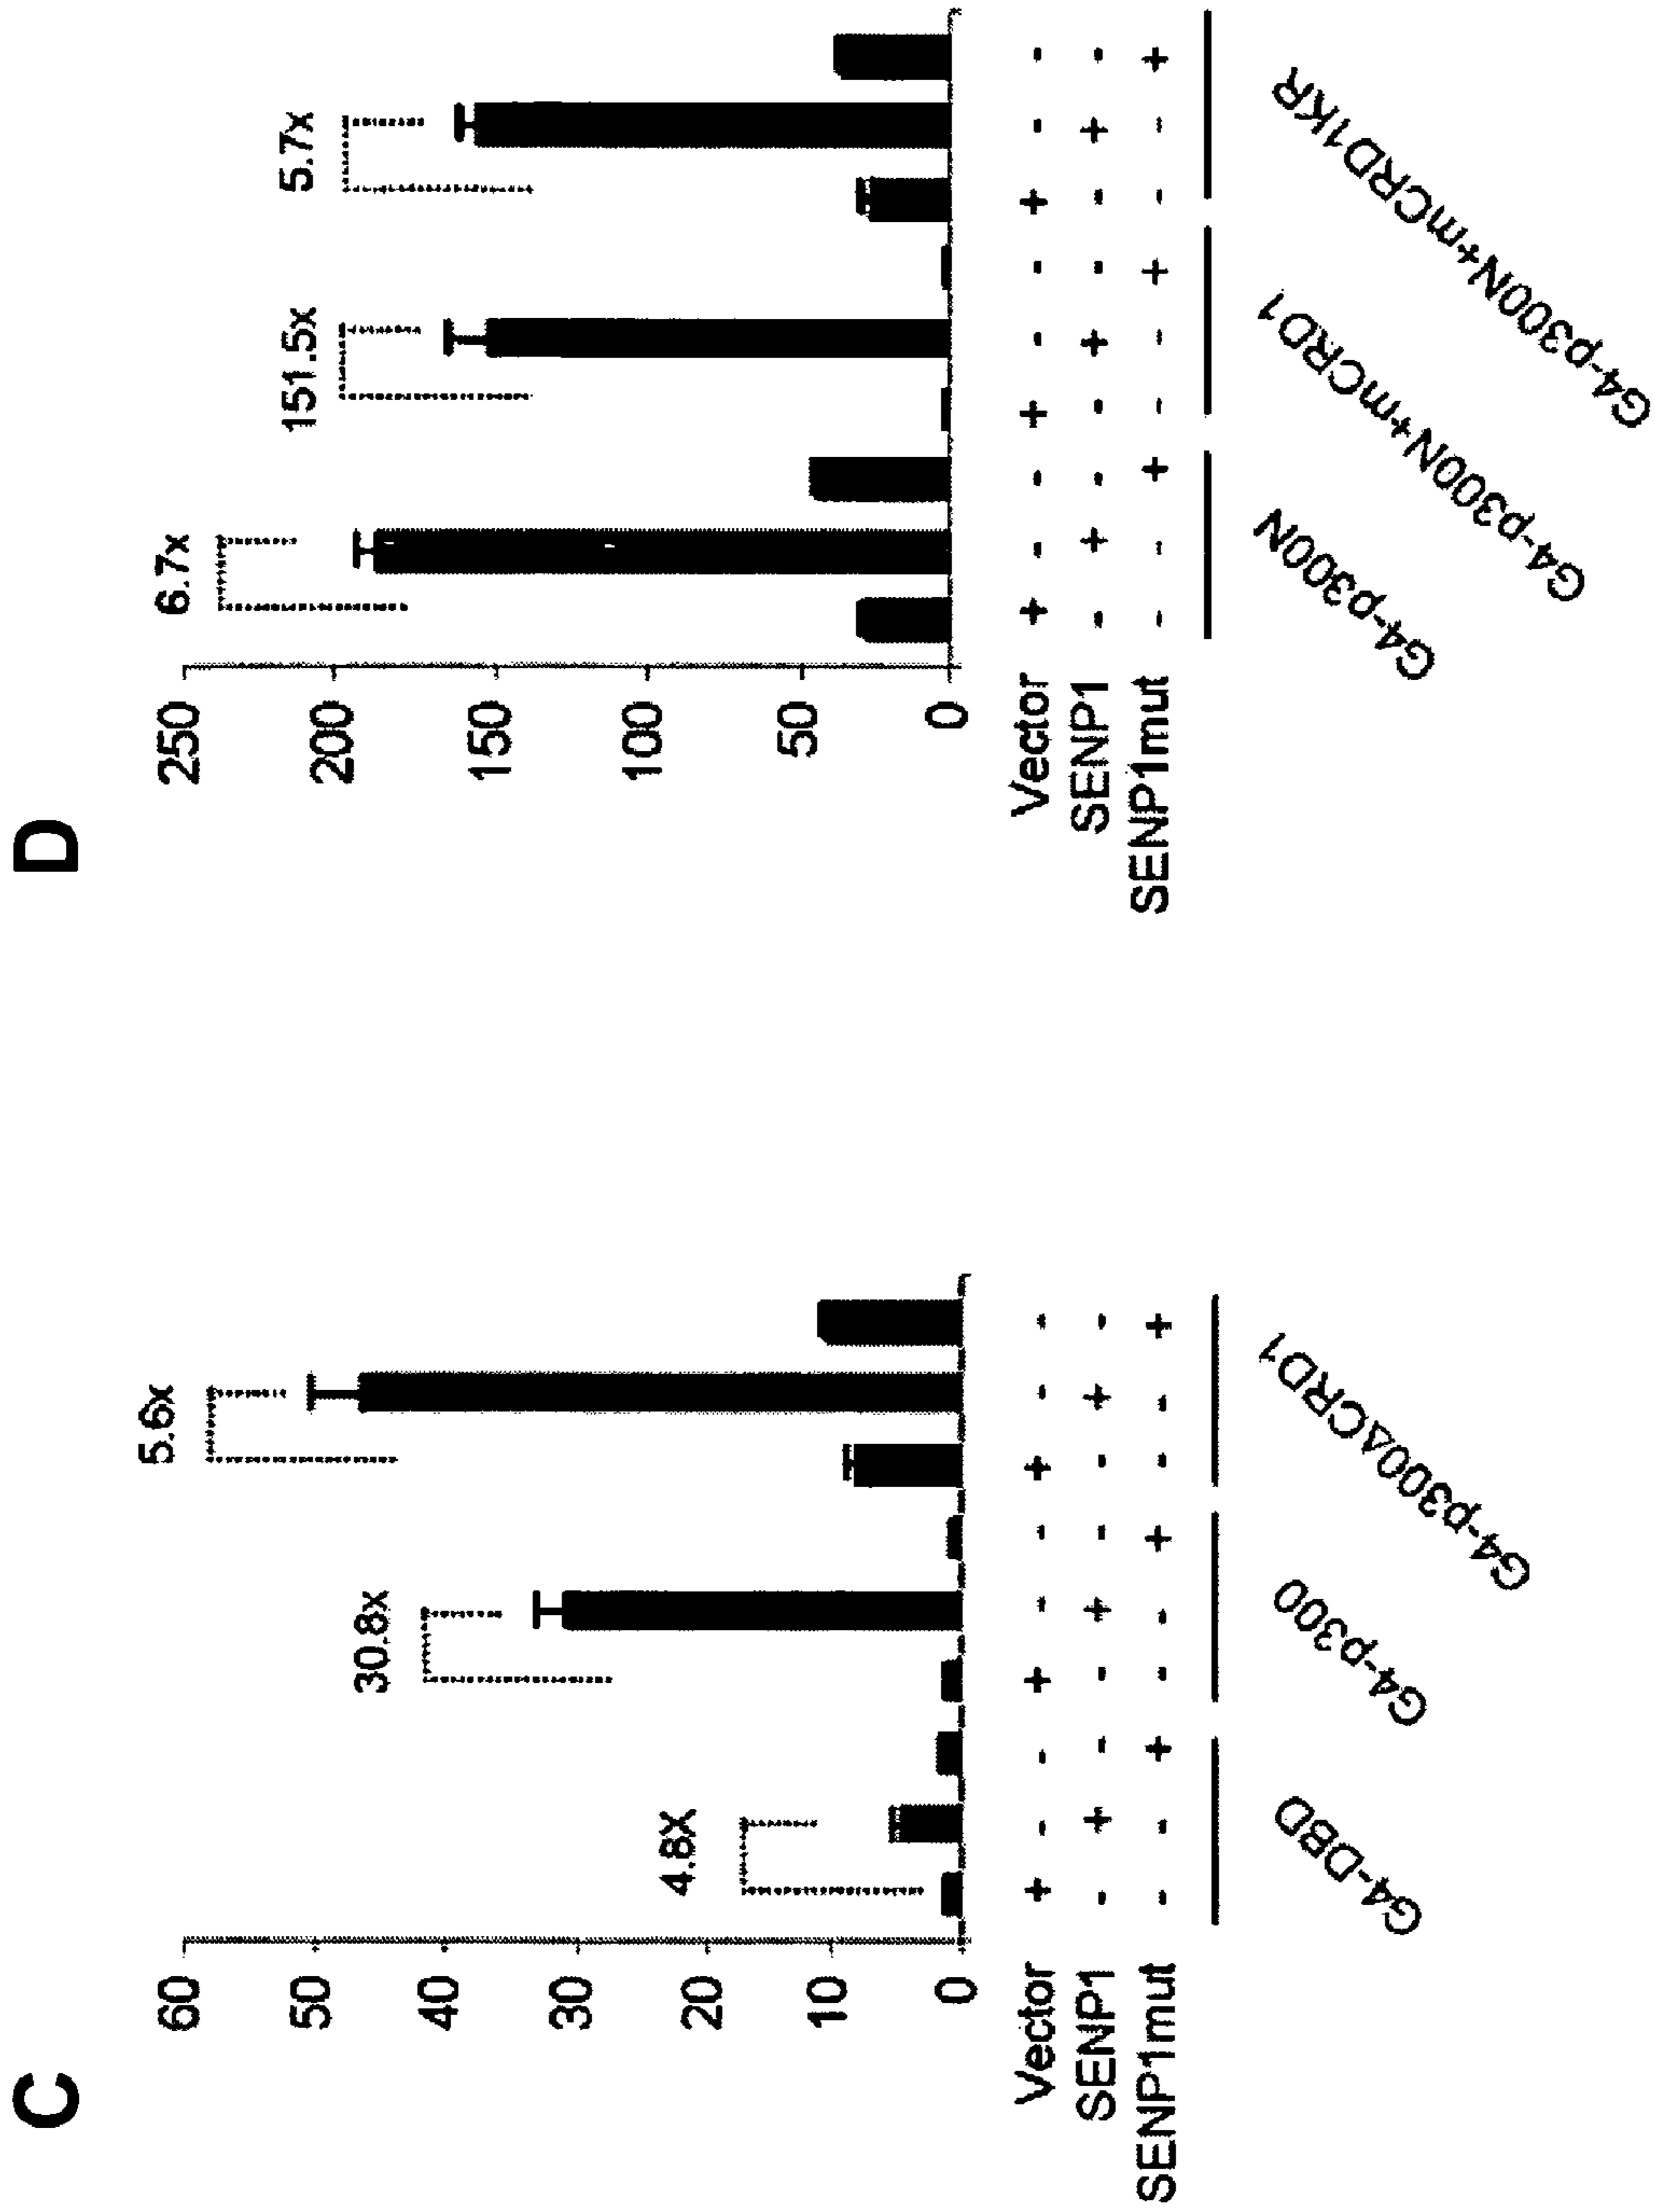 C
60
50
40
30
20
10
0
4.8X
30.8x
5.6x
Vector + - - + - - + - -
SENP1 - + - - + - - + -
SENP1mut - - + - - + - - +
G4-DBD
G4-p300
G4-p300ΔCRD1
D
250
200
150
100
50
0
6.7x
151.5x
5.7x
Vector + - - + - - + - -
SENP1 - + - - + - - + -
SENP1mut - - + - - + - - +
G4-p300N
G4-p300N+mCRD1
G4-p300N+mCRD1KR